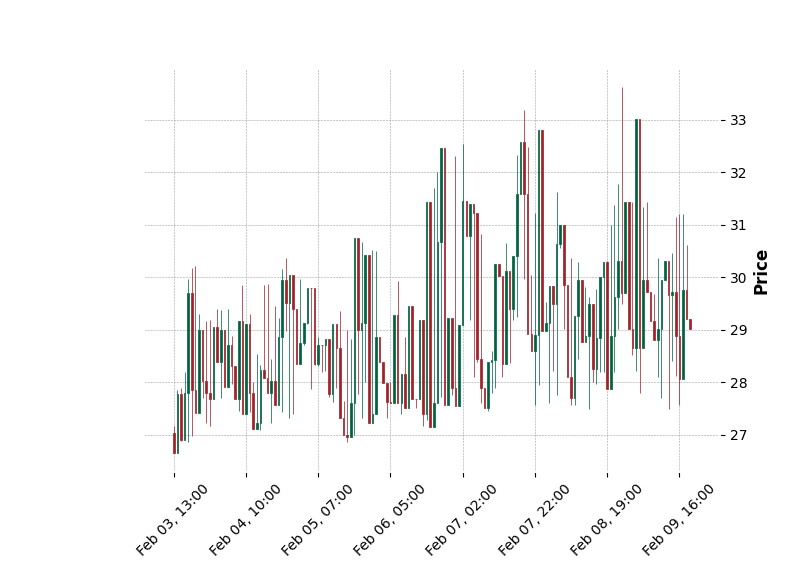 33
32
31
30
29
28
27
Price
Feb 03, 13:00
Feb 04, 10:00
Feb 05, 07:00
Feb 06, 05:00
Feb 07, 02:00
Feb 07, 22:00
Feb 08, 19:00
Feb 09, 16:00